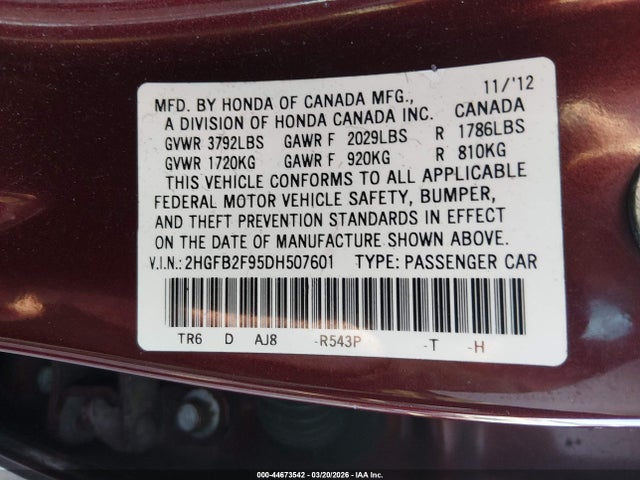 11/'12
MFD. BY HONDA OF CANADA MFG.,
A DIVISION OF HONDA CANADA INC. CANADA
GVWR 3792LBS GAWR F 2029LBS R 1786LBS
GVWR 1720KG GAWR F 920KG R 810KG
THIS VEHICLE CONFORMS TO ALL APPLICABLE
FEDERAL MOTOR VEHICLE SAFETY, BUMPER,
AND THEFT PREVENTION STANDARDS IN EFFECT
ON THE DATE OF MANUFACTURE SHOWN ABOVE.
V.I.N.: 2HGFB2F95DH507601 TYPE: PASSENGER CAR
TR6 D AJ8 -R543P -T -H
000-44673542 | 03/20/2026 | IAA Inc.